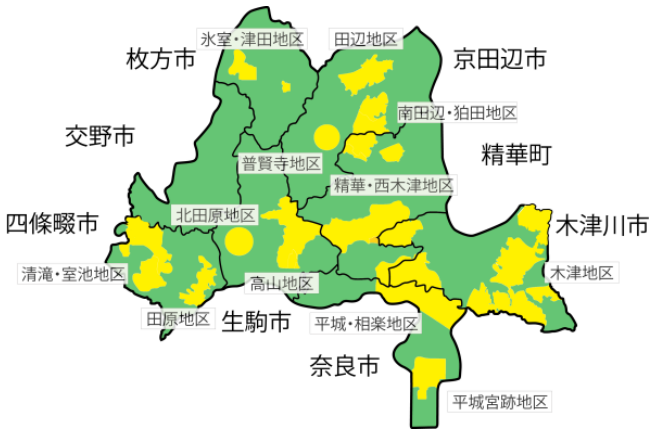 氷室・津田地区
田辺地区
枚方市
京田辺市
南田辺・狛田地区
交野市
精華町
普賢寺地区
精華・西木津地区
北田原地区
四條畷市
木津川市
清滝・室池地区
木津地区
高山地区
田原地区
生駒市
平城・相楽地区
奈良市
平城宮跡地区